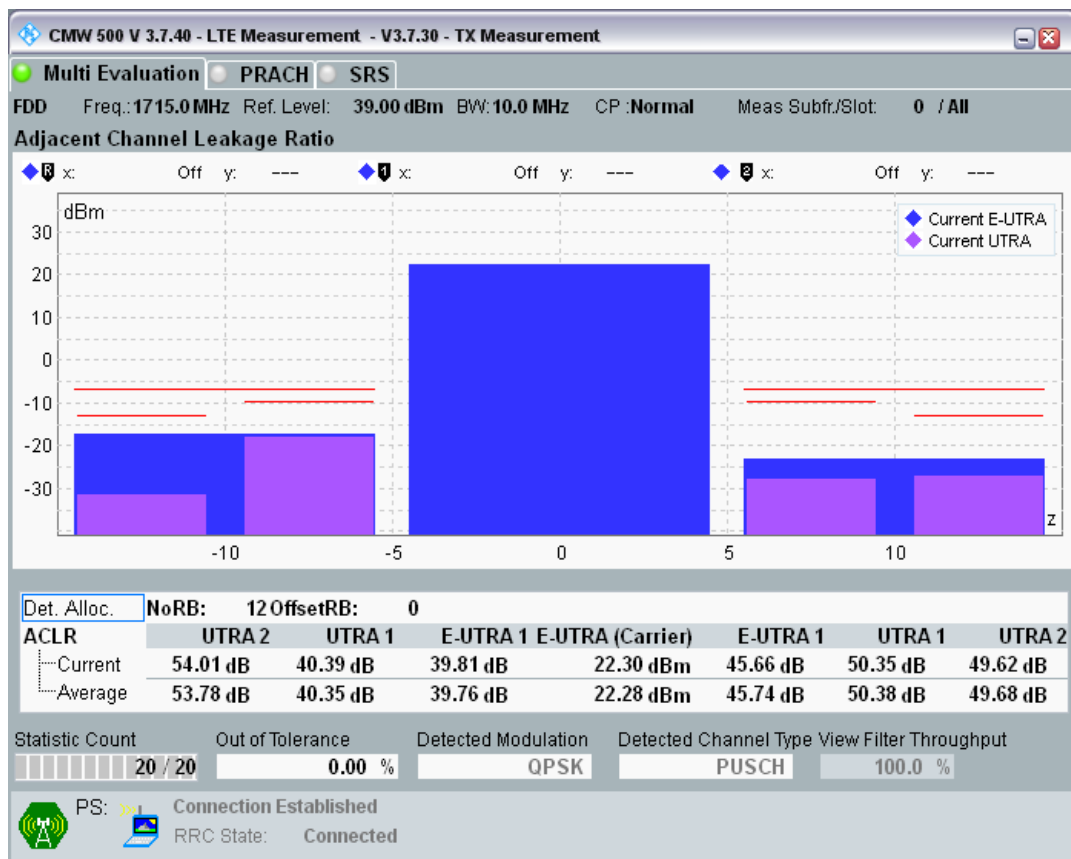 CMW 500 V 3.7.40 - LTE Measurement - V3.7.30 - TX Measurement
Multi Evaluation PRACH SRS
FDD Freq.:1715.0 MHz Ref. Level: 39.00 dBm BW:10.0 MHz CP :Normal Meas Subfr./Slot: 0 / All
Adjacent Channel Leakage Ratio
R x: Off y: --- 1 x: Off y: --- 2 x: Off y: ---
dBm
Current E-UTRA
Current UTRA
30
20
10
0
-10
-20
-30
z
-10 -5 0 5 10
Det. Alloc. NoRB: 12 OffsetRB: 0
ACLR UTRA 2 UTRA 1 E-UTRA 1 E-UTRA (Carrier) E-UTRA 1 UTRA 1 UTRA 2
Current 54.01 dB 40.39 dB 39.81 dB 22.30 dBm 45.66 dB 50.35 dB 49.62 dB
Average 53.78 dB 40.35 dB 39.76 dB 22.28 dBm 45.74 dB 50.38 dB 49.68 dB
Statistic Count Out of Tolerance Detected Modulation Detected Channel Type View Filter Throughput
20 / 20 0.00 % QPSK PUSCH 100.0 %
PS: Connection Established
RRC State: Connected